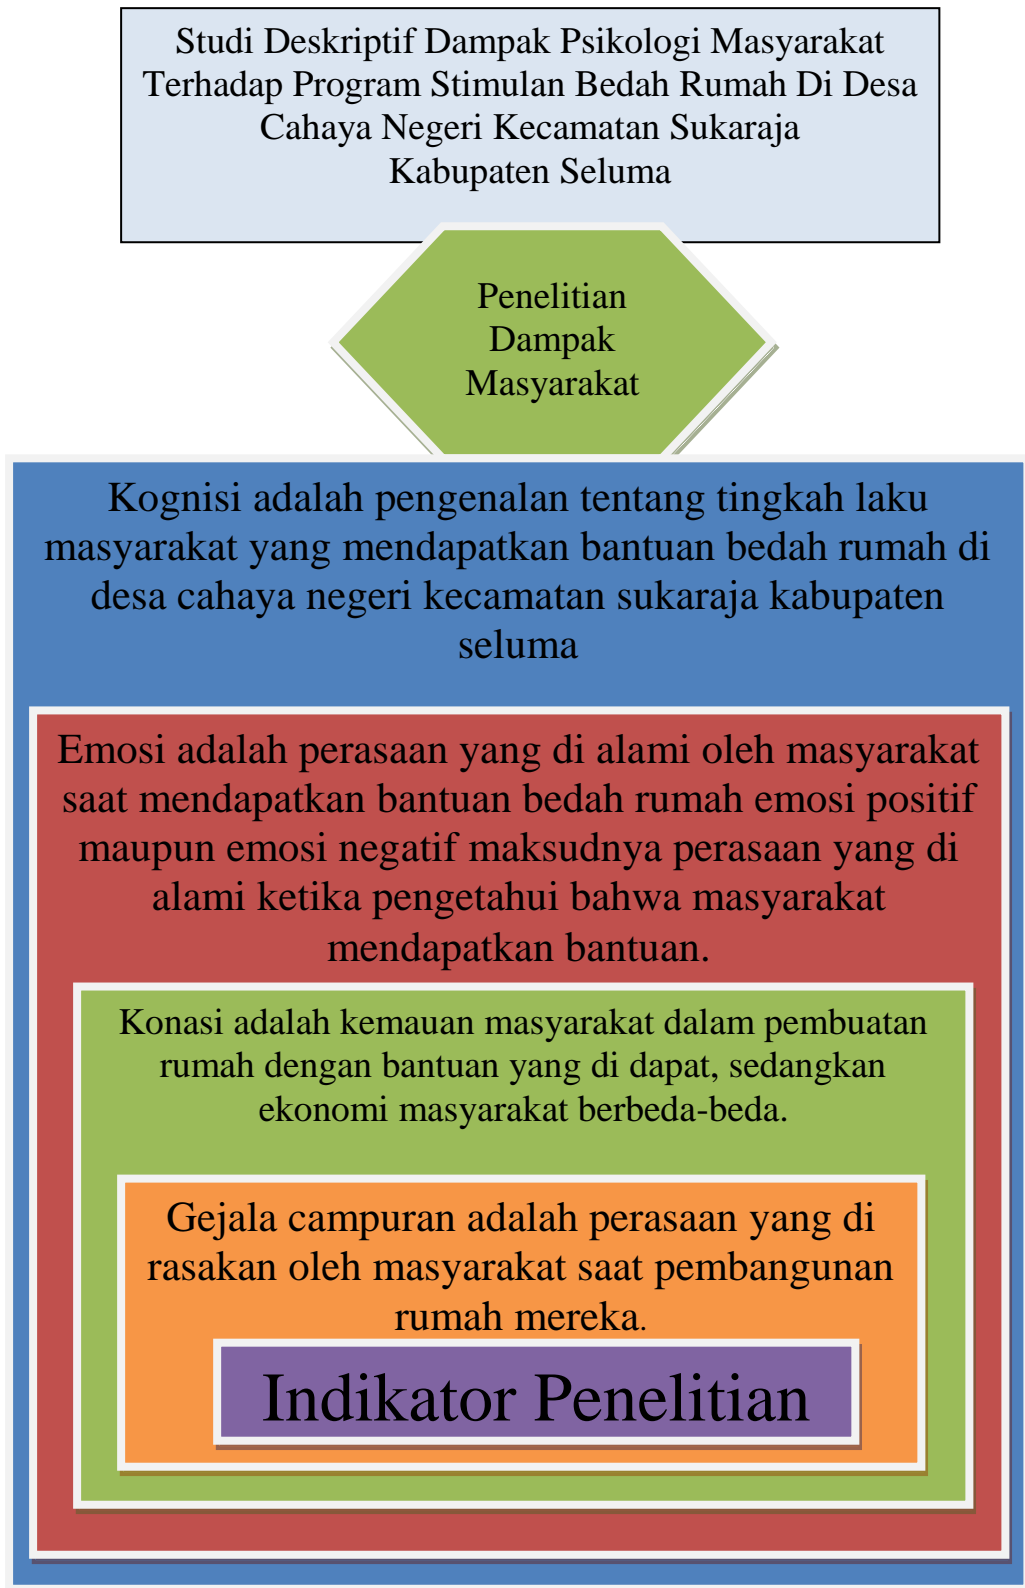 Studi Deskriptif Dampak Psikologi Masyarakat
Terhadap Program Stimulan Bedah Rumah Di Desa
Cahaya Negeri Kecamatan Sukaraja
Kabupaten Seluma
Penelitian
Dampak
Masyarakat
Kognisi adalah pengenalan tentang tingkah laku
masyarakat yang mendapatkan bantuan bedah rumah di
desa cahaya negeri kecamatan sukaraja kabupaten
seluma
Emosi adalah perasaan yang di alami oleh masyarakat
saat mendapatkan bantuan bedah rumah emosi positif
maupun emosi negatif maksudnya perasaan yang di
alami ketika pengetahui bahwa masyarakat
mendapatkan bantuan.
Konasi adalah kemauan masyarakat dalam pembuatan
rumah dengan bantuan yang di dapat, sedangkan
ekonomi masyarakat berbeda-beda.
Gejala campuran adalah perasaan yang di
rasakan oleh masyarakat saat pembangunan
rumah mereka.
Indikator Penelitian